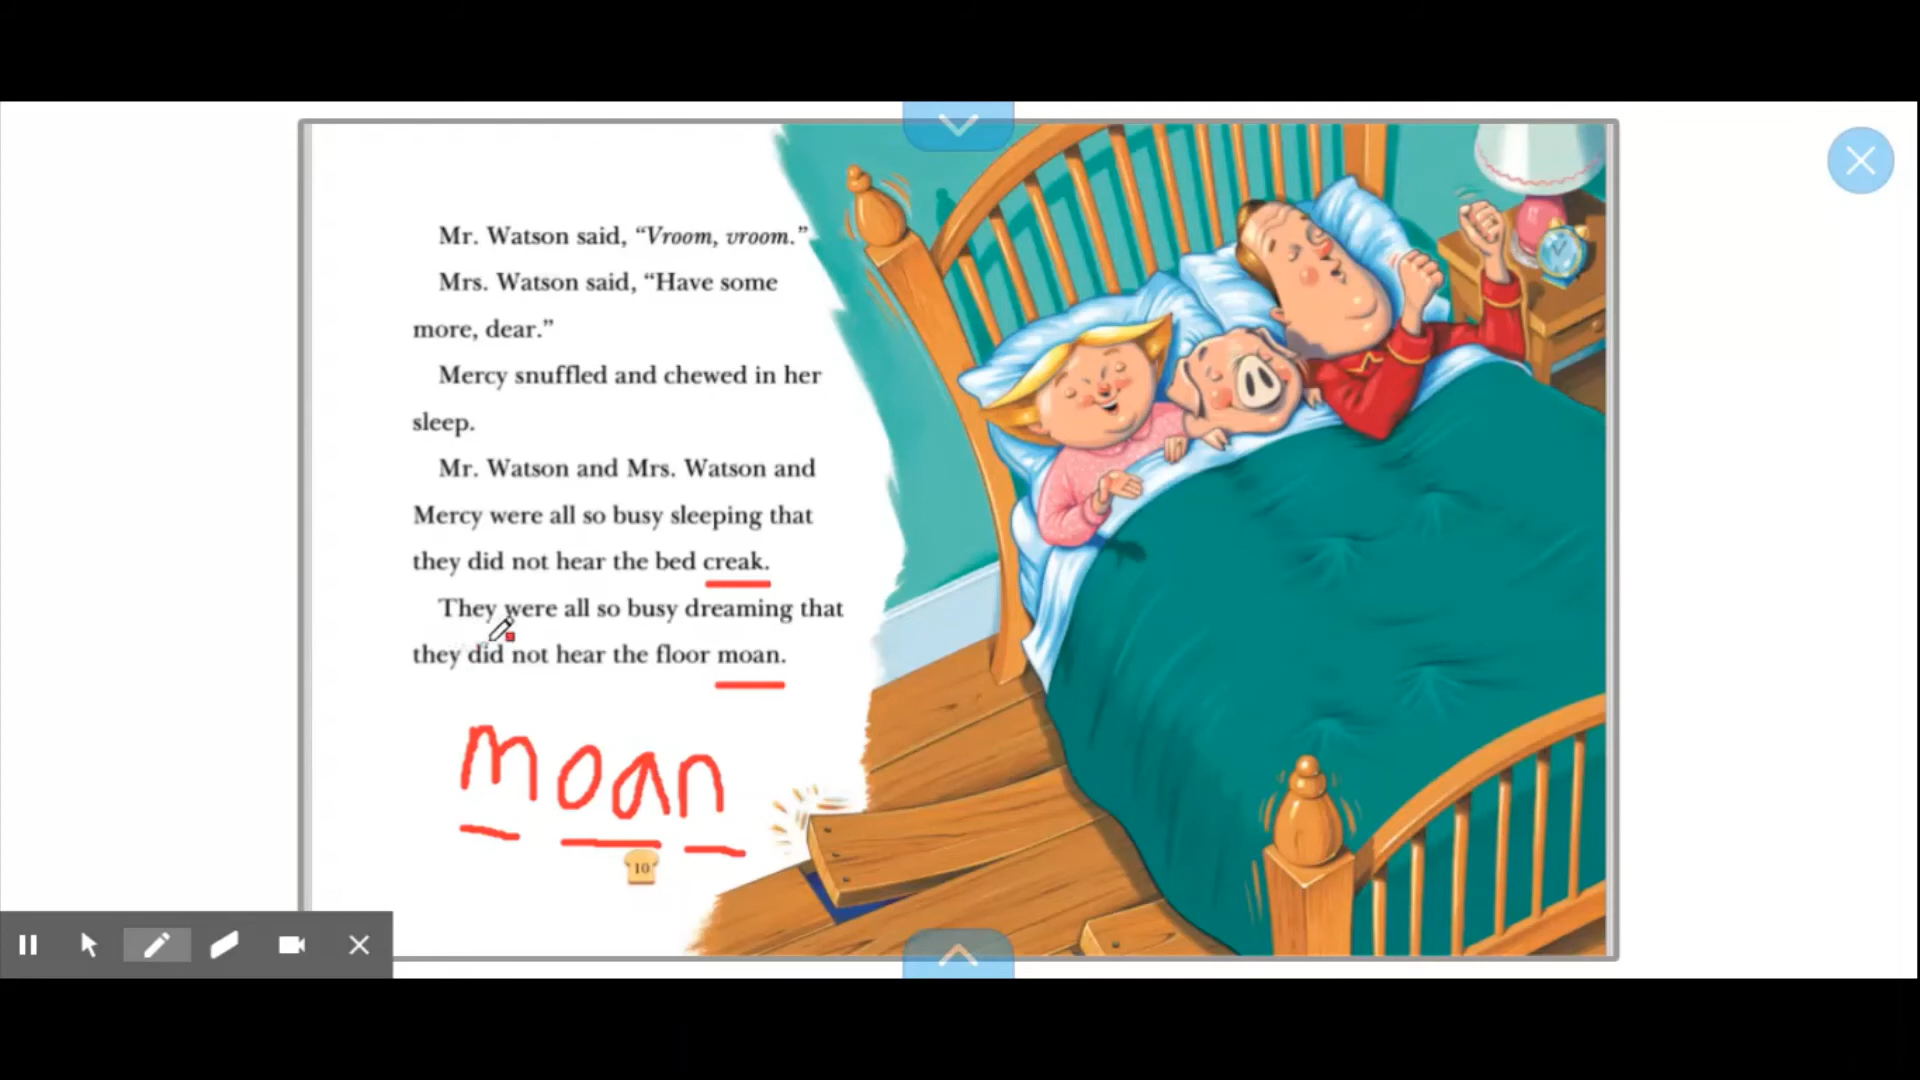 Mr. Watson said, “Vroom, vroom.”
Mrs. Watson said, “Have some
more, dear.”
Mercy snuffled and chewed in her
sleep.
Mr. Watson and Mrs. Watson and
Mercy were all so busy sleeping that
they did not hear the bed creak.
They were all so busy dreaming that
they did not hear the floor moan.
moan
10